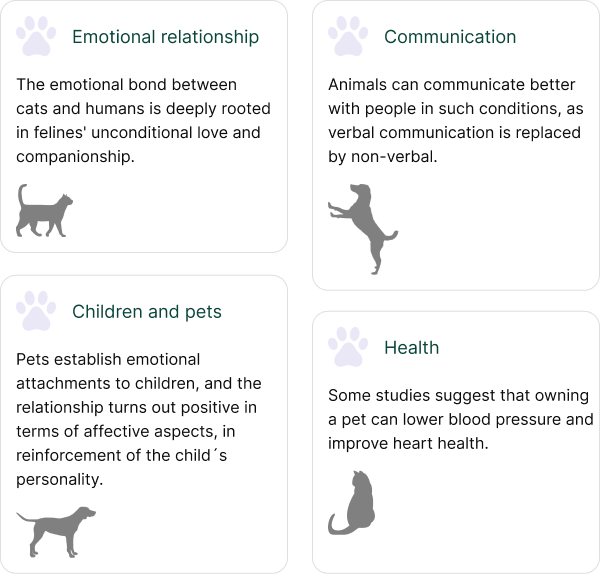 Emotional relationship
The emotional bond between
cats and humans is deeply rooted
in felines' unconditional love and
companionship.
Communication
Animals can communicate better
with people in such conditions, as
verbal communication is replaced
by non-verbal.
Children and pets
Pets establish emotional
attachments to children, and the
relationship turns out positive in
terms of affective aspects, in
reinforcement of the child´s
personality.
Health
Some studies suggest that owning
a pet can lower blood pressure and
improve heart health.